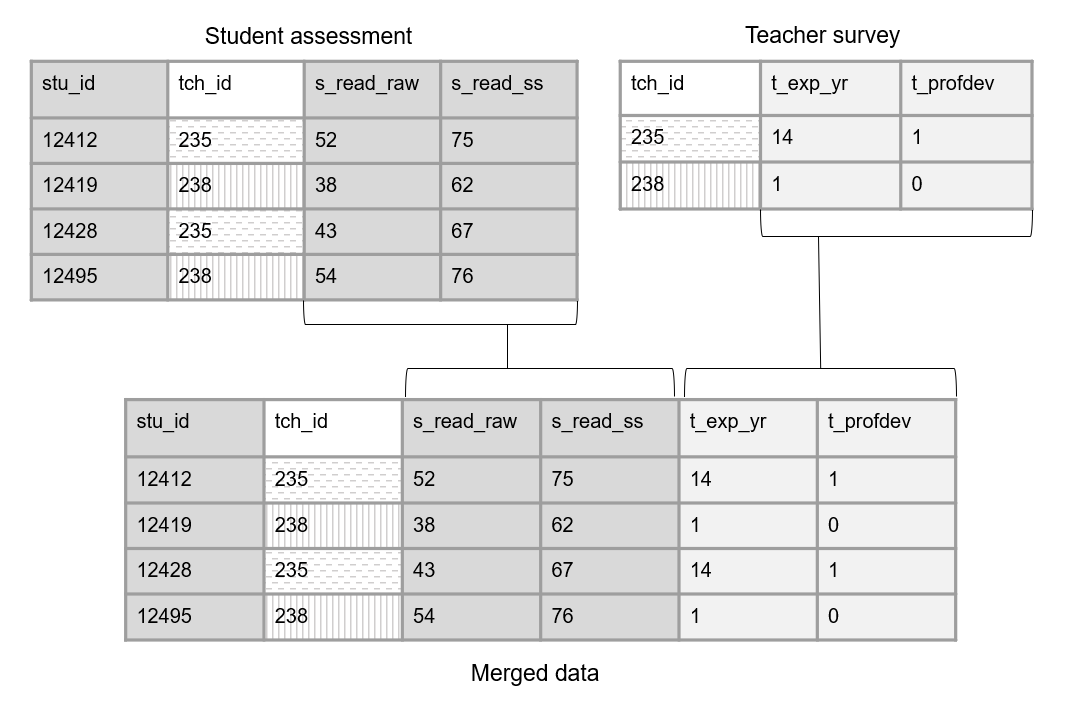 Student assessment
stu_id tch_id s_read_raw s_read_ss
12412 235 52 75
12419 238 38 62
12428 235 43 67
12495 238 54 76
Teacher survey
tch_id t_exp_yr t_profdev
235 14 1
238 1 0
stu_id tch_id s_read_raw s_read_ss t_exp_yr t_profdev
12412 235 52 75 14 1
12419 238 38 62 1 0
12428 235 43 67 14 1
12495 238 54 76 1 0
Merged data